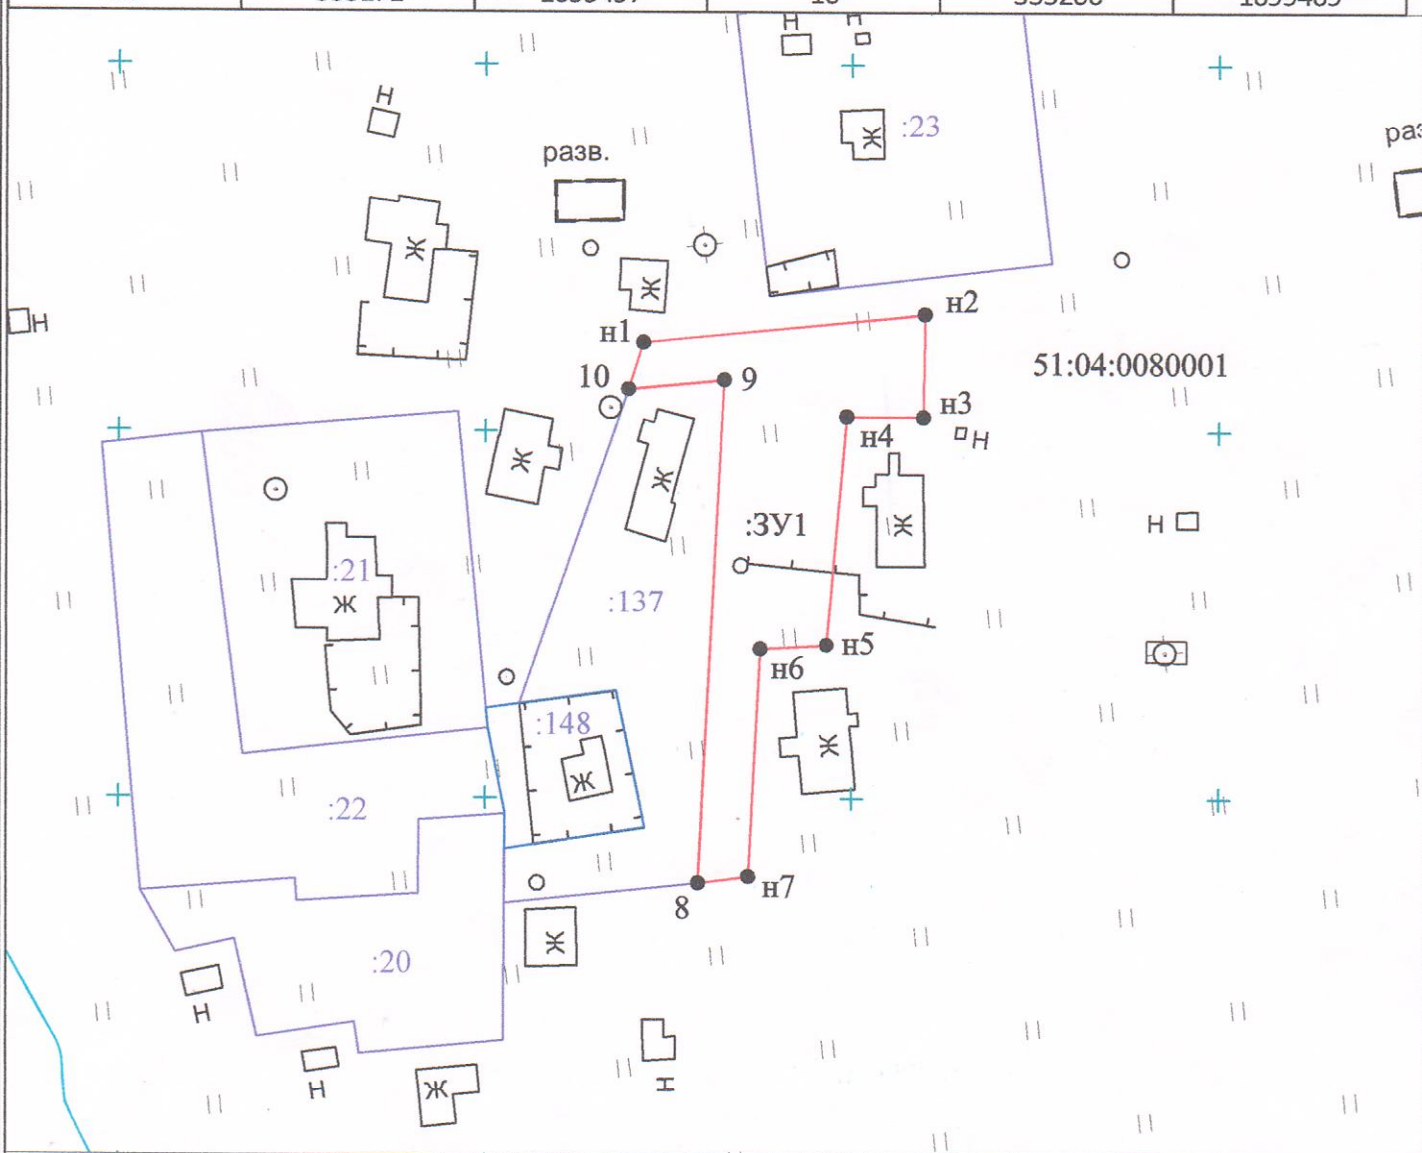 Н
:23
Н
Ж
разв.
Ж
Ж
Н
н1
н2
51:04:0080001
10
9
н3
н4
Н
Ж
Ж
Ж
:ЗУ1
Н
:21
Ж
:137
н5
н6
:148
Ж
Ж
:22
8
н7
Ж
:20
Н
Н
Ж
Н